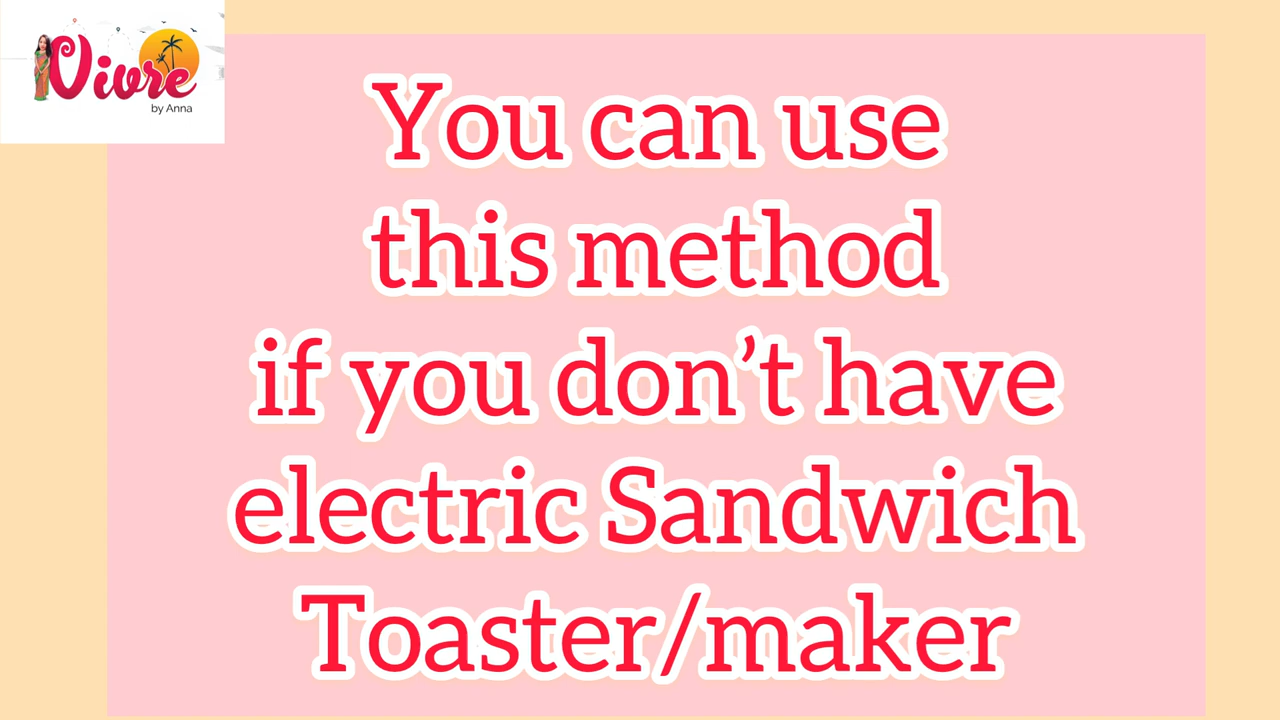 Vivre
by Anna
You can use
this method
if you don’t have
electric Sandwich
Toaster/maker